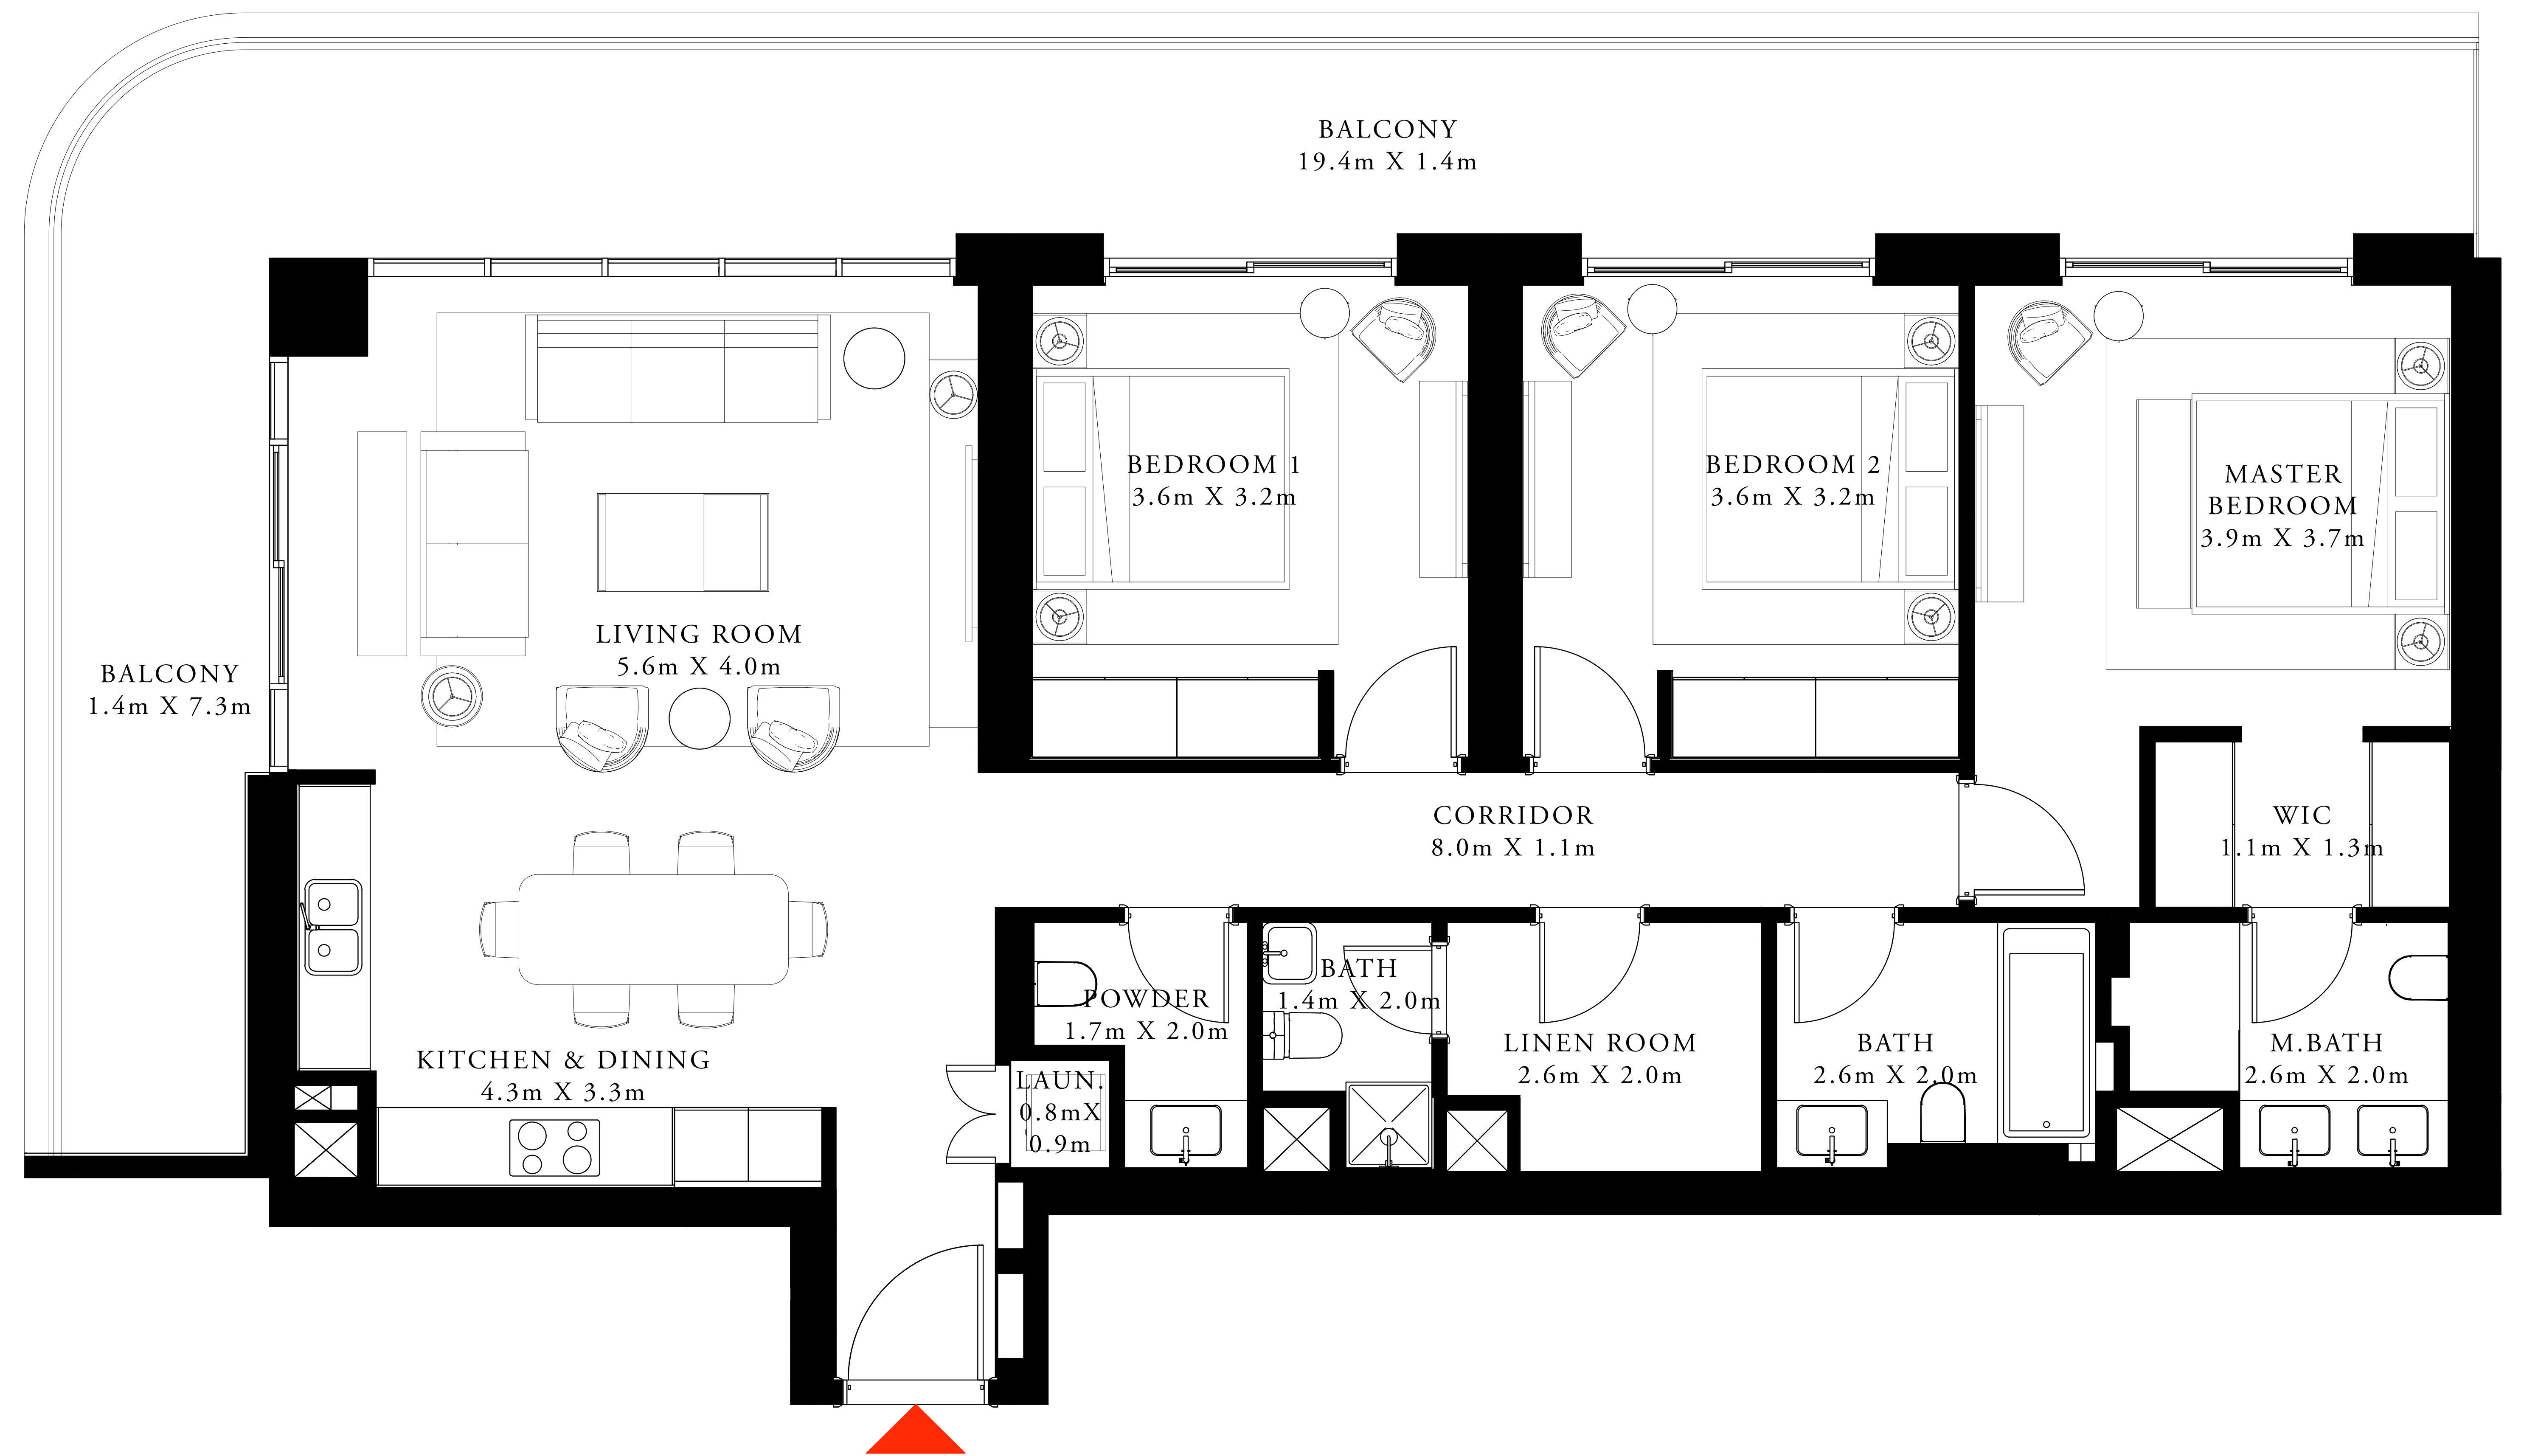 BALCONY
19.4m X 1.4m
BEDROOM 1
3.6m X 3.2m
BEDROOM 2
3.6m X 3.2m
MASTER
BEDROOM
3.9m X 3.7m
LIVING ROOM
5.6m X 4.0m
BALCONY
1.4m X 7.3m
CORRIDOR
8.0m X 1.1m
WIC
1.1m X 1.3m
KITCHEN & DINING
4.3m X 3.3m
POWDER
1.7m X 2.0m
LAUN.
0.8mX
0.9m
BATH
1.4m X 2.0m
LINEN ROOM
2.6m X 2.0m
BATH
2.6m X 2.0m
M.BATH
2.6m X 2.0m